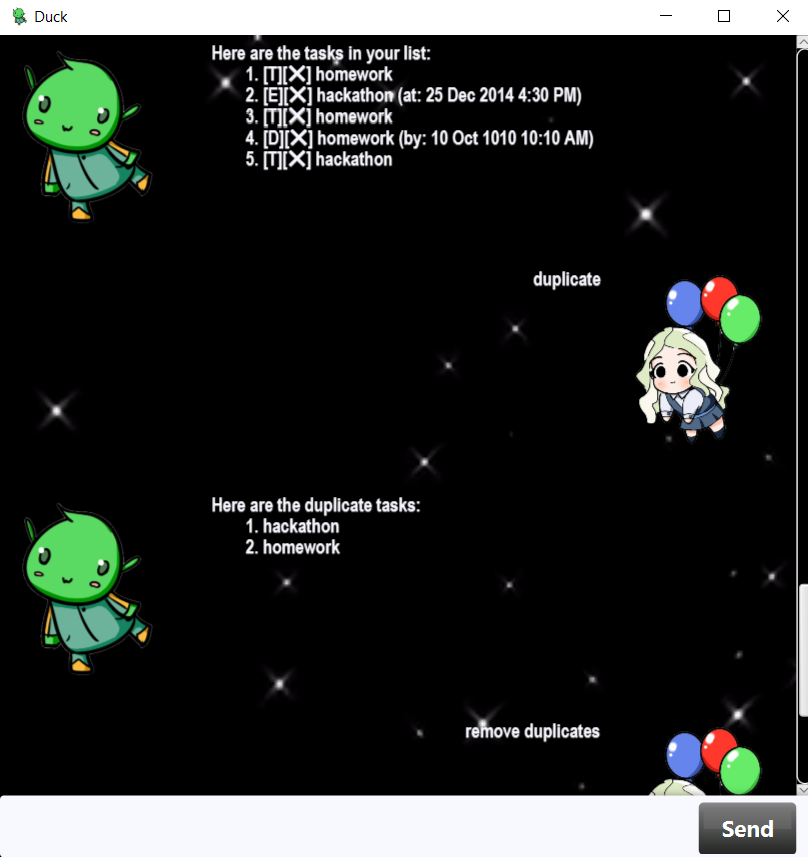 Duck
Here are the tasks in your list:
1. [T][✕] homework
2. [E][✕] hackathon (at: 25 Dec 2014 4:30 PM)
3. [T][✕] homework
4. [D][✕] homework (by: 10 Oct 1010 10:10 AM)
5. [T][✕] hackathon
duplicate
Here are the duplicate tasks:
1. hackathon
2. homework
remove duplicates
Send